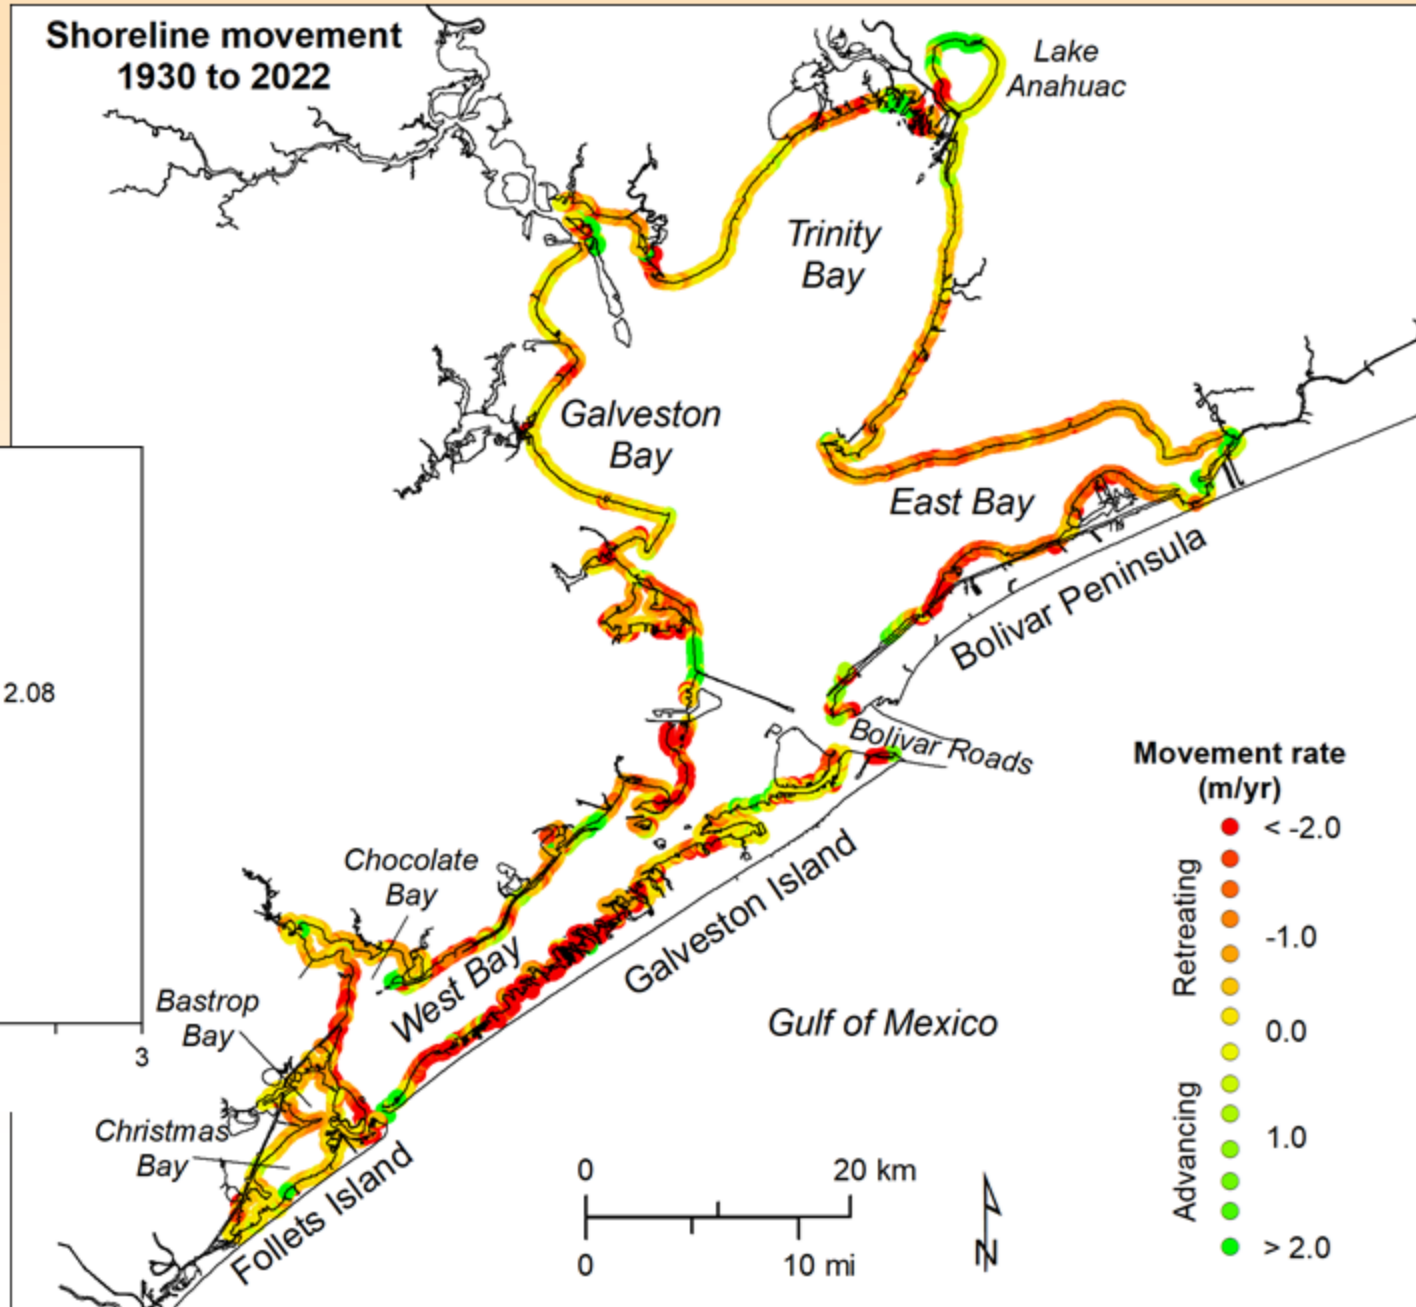 Shoreline movement
1930 to 2022
Lake
Anahuac
Trinity
Bay
Galveston
Bay
East Bay
Bolivar Peninsula
2.08
Bolivar Roads
P
Movement rate
(m/yr)
< -2.0
Retreating
-1.0
0.0
Advancing
1.0
> 2.0
Chocolate
Bay
Galveston Island
West Bay
Bastrop
Bay
Gulf of Mexico
3
Christmas
Bay
Follets Island
0
20 km
0
10 mi
N